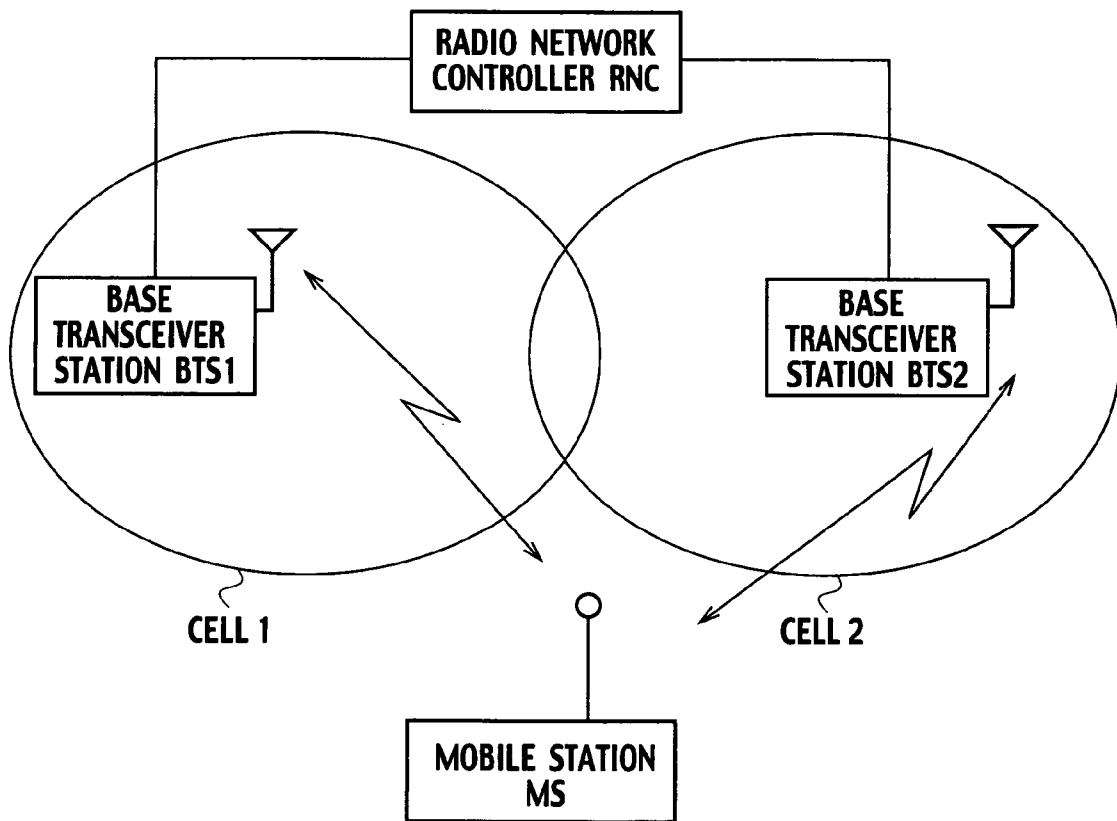 RADIO NETWORK
CONTROLLER RNC
BASE
TRANSCEIVER
STATION BTS1
BASE
TRANSCEIVER
STATION BTS2
CELL 1
CELL 2
MOBILE STATION
MS